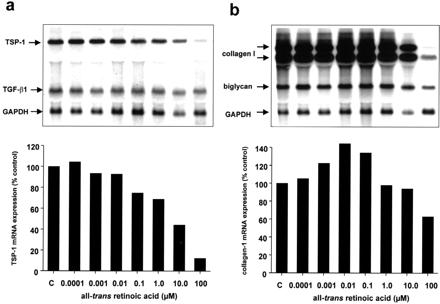 a
TSP-1
TGF-β1
GAPDH
TSP-1 mRNA expression (% control)
120
100
80
60
40
20
0
C 0.0001 0.001 0.01 0.1 1.0 10.0 100
all-trans retinoic acid (µM)
b
collagen I
biglycan
GAPDH
collagen-1 mRNA expression (% control)
140
120
100
80
60
40
20
0
C 0.0001 0.001 0.01 0.1 1.0 10.0 100
all-trans retinoic acid (µM)